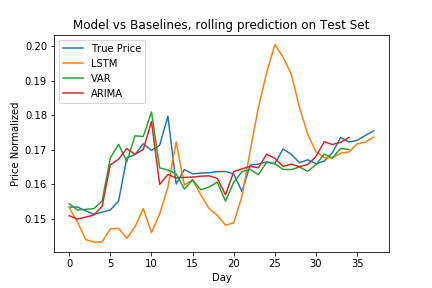 Model vs Baselines, rolling prediction on Test Set
True Price
LSTM
VAR
ARIMA
Price Normalized
0.20
0.19
0.18
0.17
0.16
0.15
0 5 10 15 20 25 30 35
Day